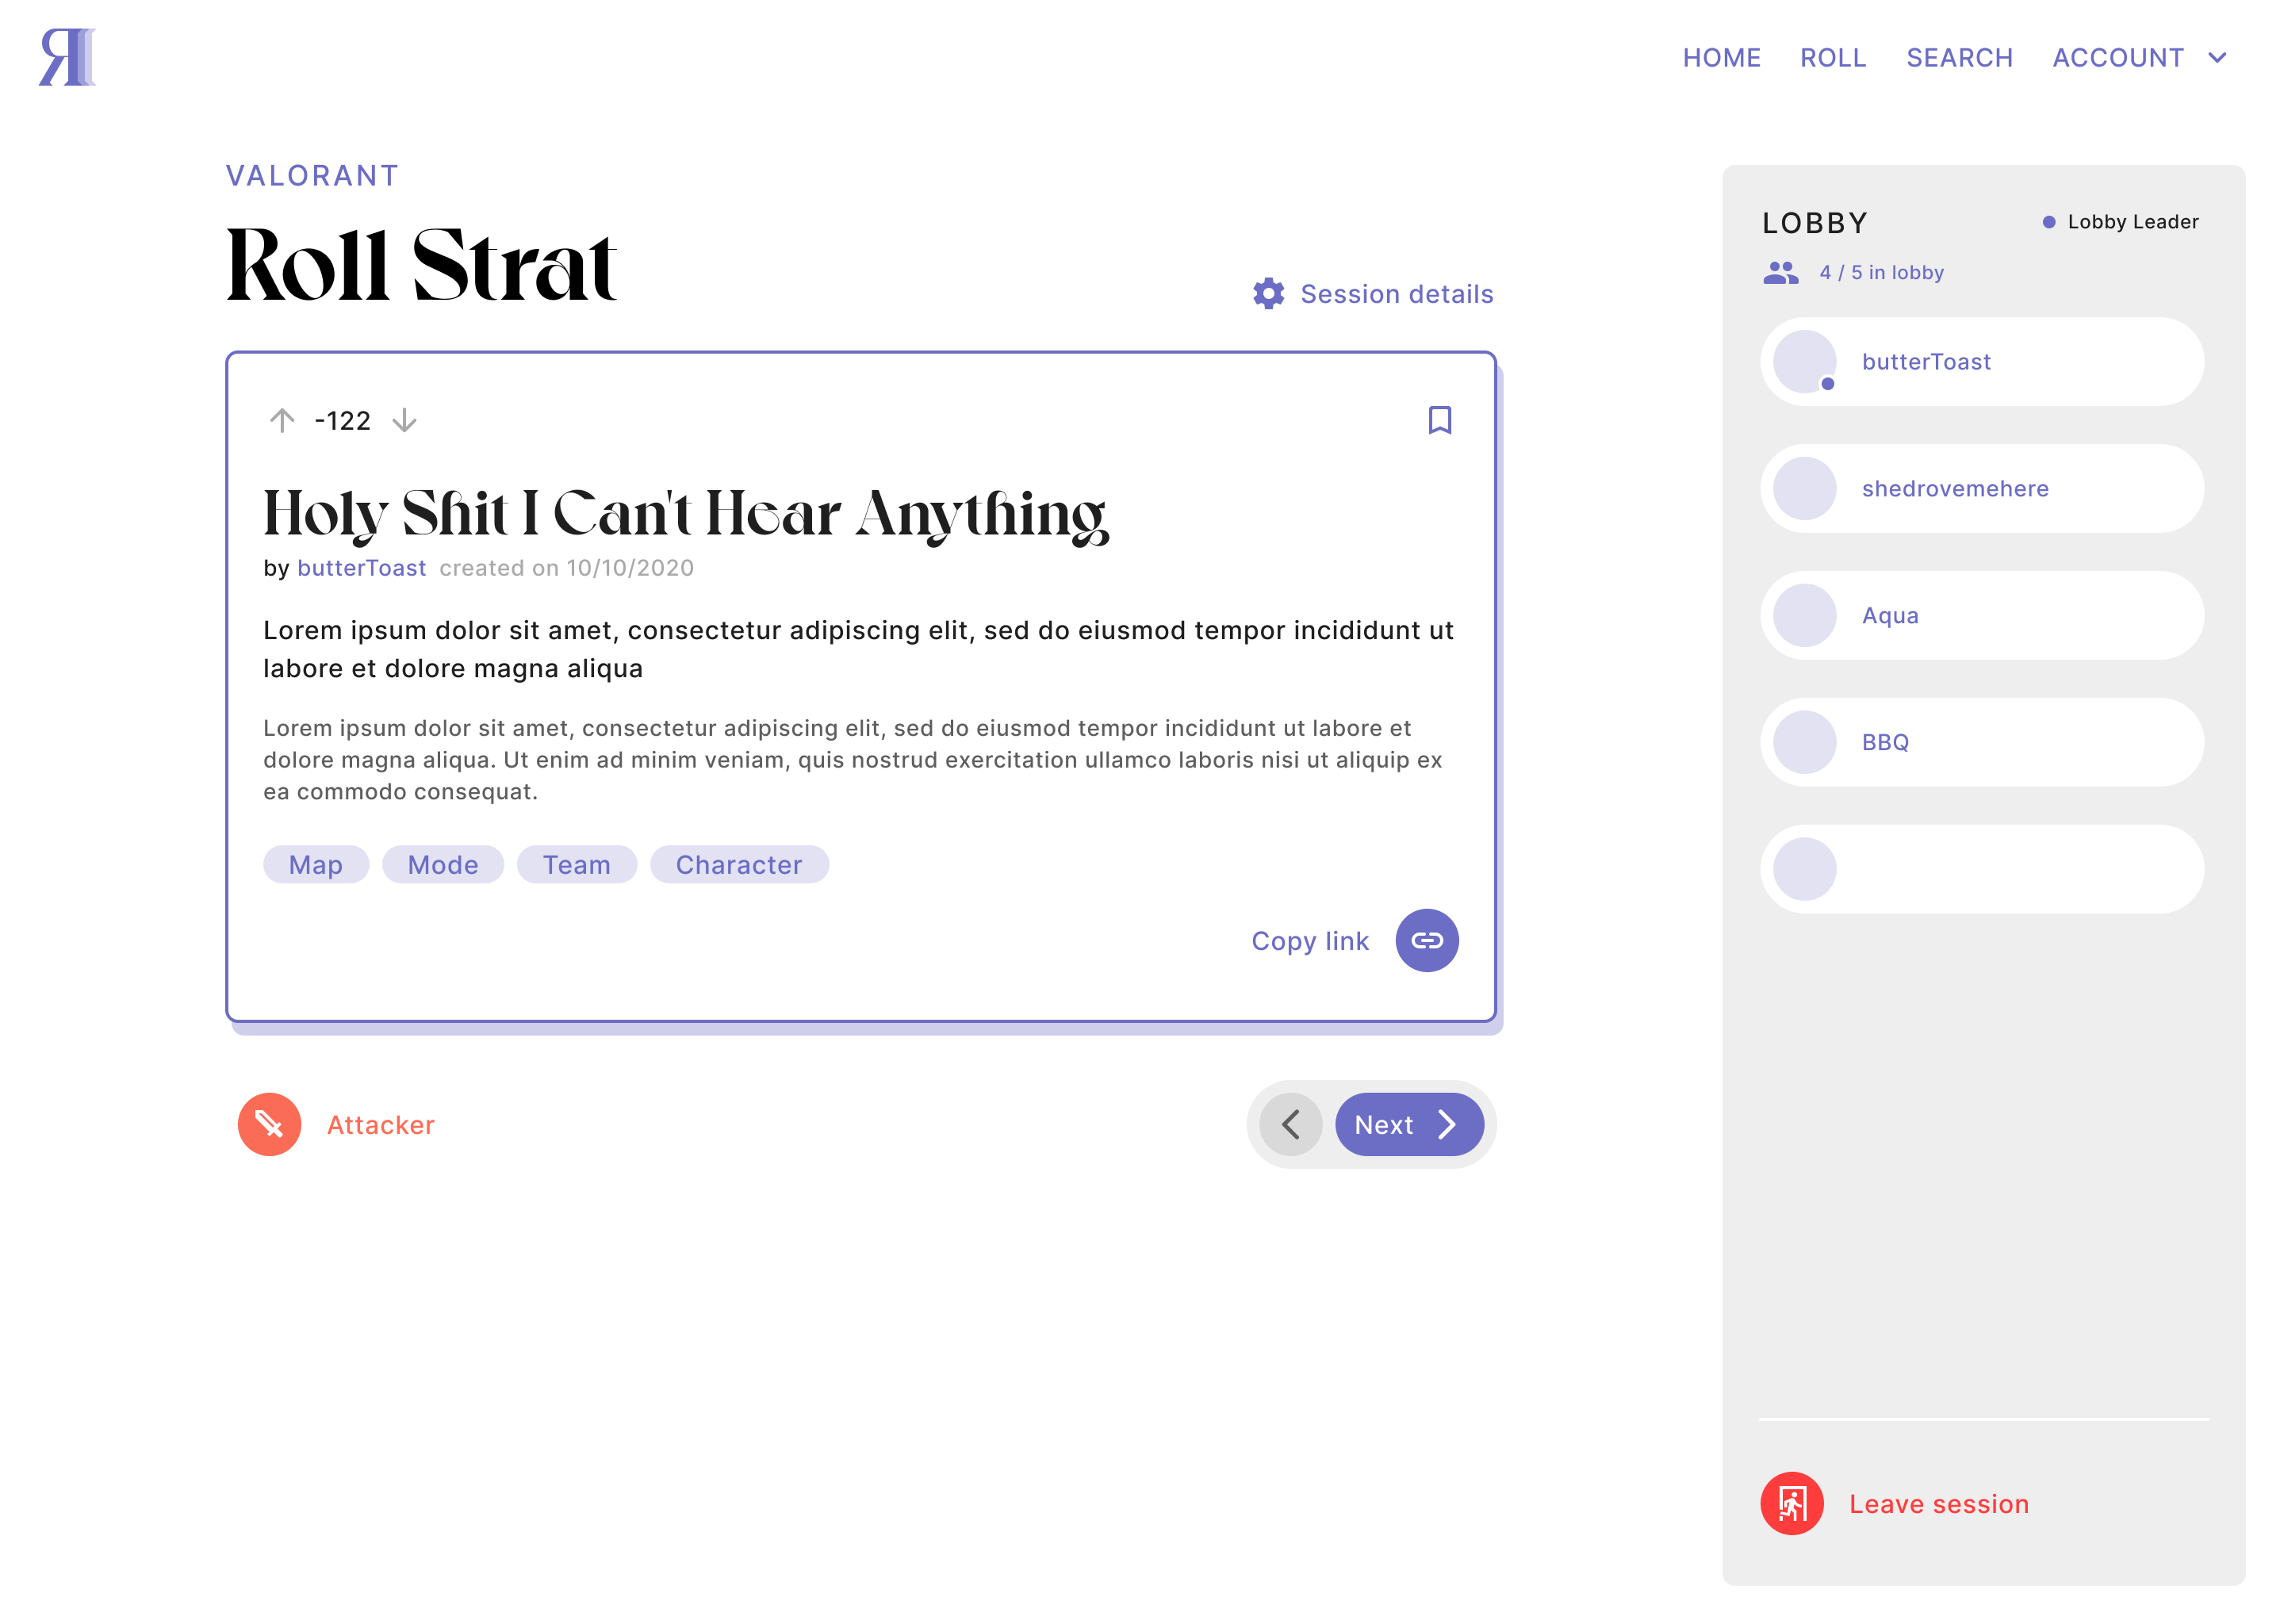 HOME ROLL SEARCH ACCOUNT
VALORANT
Roll Strat
Session details
-122
Holy Shit I Can't Hear Anything
by butterToast created on 10/10/2020
Lorem ipsum dolor sit amet, consectetur adipiscing elit, sed do eiusmod tempor incididunt ut
labore et dolore magna aliqua
Lorem ipsum dolor sit amet, consectetur adipiscing elit, sed do eiusmod tempor incididunt ut labore et
dolore magna aliqua. Ut enim ad minim veniam, quis nostrud exercitation ullamco laboris nisi ut aliquip ex
ea commodo consequat.
Map Mode Team Character
Copy link
Attacker
Next
LOBBY
Lobby Leader
4 / 5 in lobby
butterToast
shedrovemehere
Aqua
BBQ
Leave session